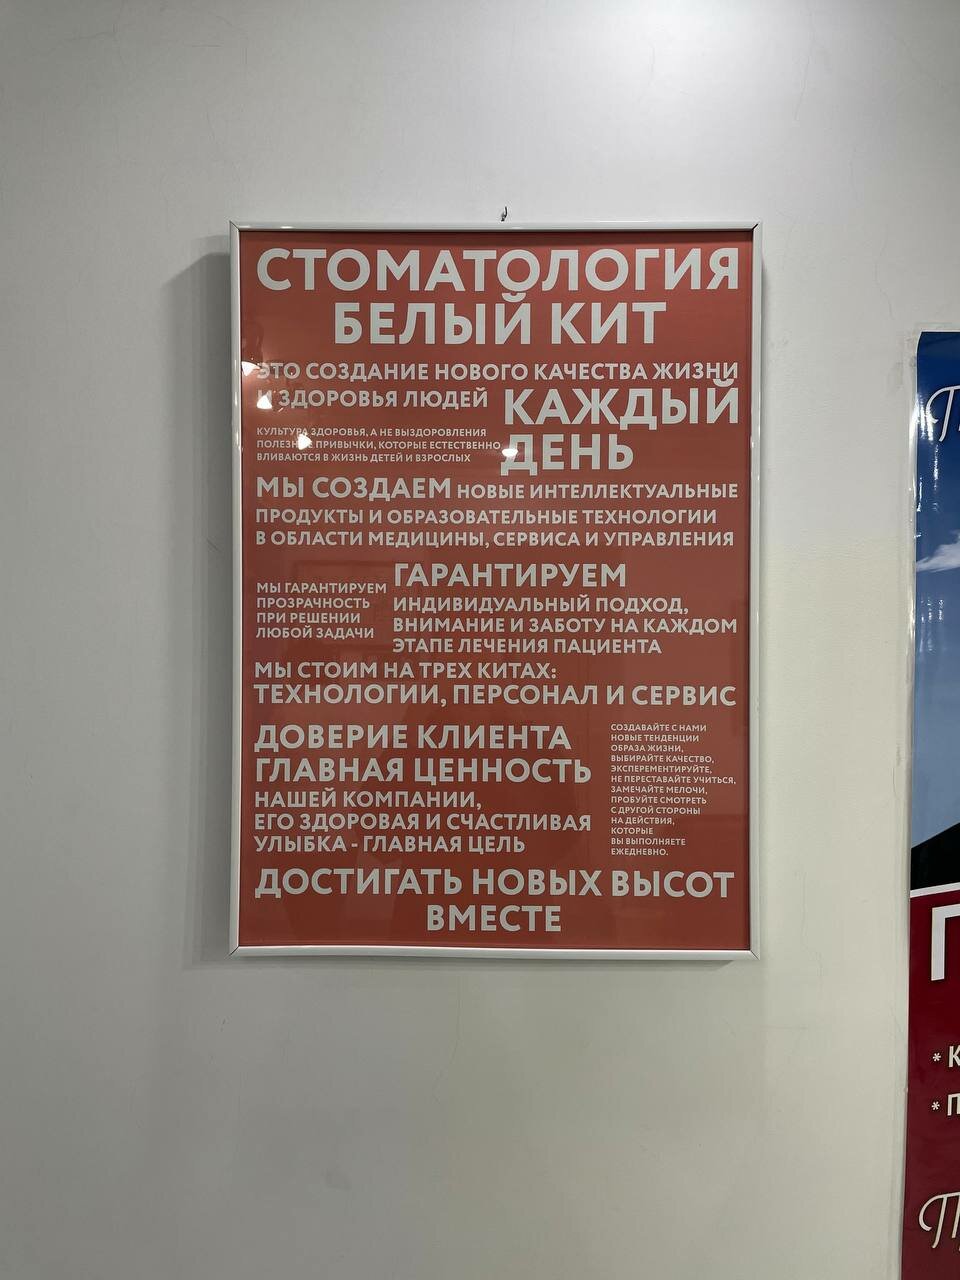 СТОМАТОЛОГИЯ
БЕЛЫЙ КИТ
ЭТО СОЗДАНИЕ НОВОГО КАЧЕСТВА ЖИЗНИ
И ЗДОРОВЬЯ ЛЮДЕЙ
КАЖДЫЙ
ДЕНЬ
КУЛЬТУРА ЗДОРОВЬЯ, А НЕ ВЫЗДОРОВЛЕНИЯ
ПОЛЕЗНЫЕ ПРИВЫЧКИ, КОТОРЫЕ ЕСТЕСТВЕННО
ВЛИВАЮТСЯ В ЖИЗНЬ ДЕТЕЙ И ВЗРОСЛЫХ
МЫ СОЗДАЕМ НОВЫЕ ИНТЕЛЛЕКТУАЛЬНЫЕ
ПРОДУКТЫ И ОБРАЗОВАТЕЛЬНЫЕ ТЕХНОЛОГИИ
В ОБЛАСТИ МЕДИЦИНЫ, СЕРВИСА И УПРАВЛЕНИЯ
МЫ ГАРАНТИРУЕМ
ПРОЗРАЧНОСТЬ
ПРИ РЕШЕНИИ
ЛЮБОЙ ЗАДАЧИ
ГАРАНТИРУЕМ
ИНДИВИДУАЛЬНЫЙ ПОДХОД,
ВНИМАНИЕ И ЗАБОТУ НА КАЖДОМ
ЭТАПЕ ЛЕЧЕНИЯ ПАЦИЕНТА
МЫ СТОИМ НА ТРЕХ КИТАХ:
ТЕХНОЛОГИИ, ПЕРСОНАЛ И СЕРВИС
ДОВЕРИЕ КЛИЕНТА
ГЛАВНАЯ ЦЕННОСТЬ
НАШЕЙ КОМПАНИИ,
ЕГО ЗДОРОВАЯ И СЧАСТЛИВАЯ
УЛЫБКА - ГЛАВНАЯ ЦЕЛЬ
СОЗДАВАЙТЕ С НАМИ
НОВЫЕ ТЕНДЕНЦИИ
ОБРАЗА ЖИЗНИ,
ВЫБИРАЙТЕ КАЧЕСТВО,
ЭКСПЕРЕМЕНТИРУЙТЕ,
НЕ ПЕРЕСТАВАЙТЕ УЧИТЬСЯ,
ЗАМЕЧАЙТЕ МЕЛОЧИ,
ПРОБУЙТЕ СМОТРЕТЬ
С ДРУГОЙ СТОРОНЫ
НА ДЕЙСТВИЯ,
КОТОРЫЕ
ВЫ ВЫПОЛНЯЕТЕ
ЕЖЕДНЕВНО.
ДОСТИГАТЬ НОВЫХ ВЫСОТ
ВМЕСТЕ